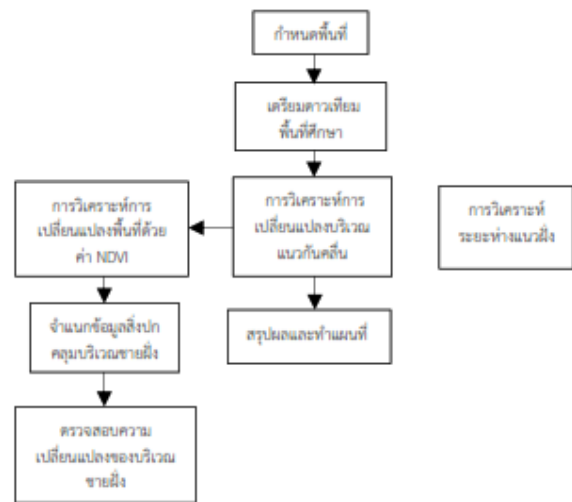 กำหนดพื้นที่
เตรียมดาวเทียม
พื้นที่ศึกษา
การวิเคราะห์การ
เปลี่ยนแปลงพื้นที่ด้วย
ค่า NDVI
การวิเคราะห์การ
เปลี่ยนแปลงบริเวณ
แนวกันคลื่น
การวิเคราะห์
ระยะห่างแนวฝั่ง
จำแนกข้อมูลสิ่งปก
คลุมบริเวณชายฝั่ง
สรุปผลและทำแผนที่
ตรวจสอบความ
เปลี่ยนแปลงของบริเวณ
ชายฝั่ง